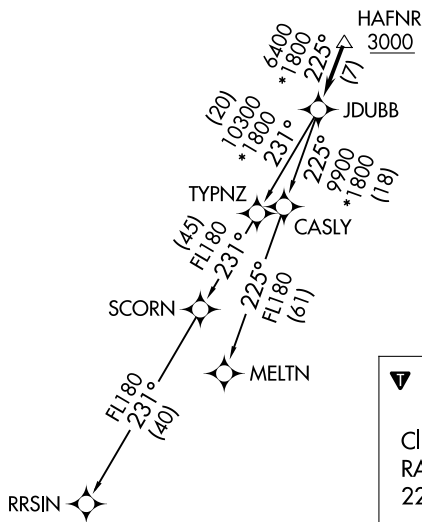 HAFNR
3000
6400
*1800
225°
(7)
JDUBB
(20)
10300
*1800
231°
225°
9900
*1800
(18)
TYPNZ
CASLY
(45)
FL180
231°
225°
FL180
(61)
SCORN
MELTN
FL180
231°
(40)
RRSIN
T
Cl
RA
22